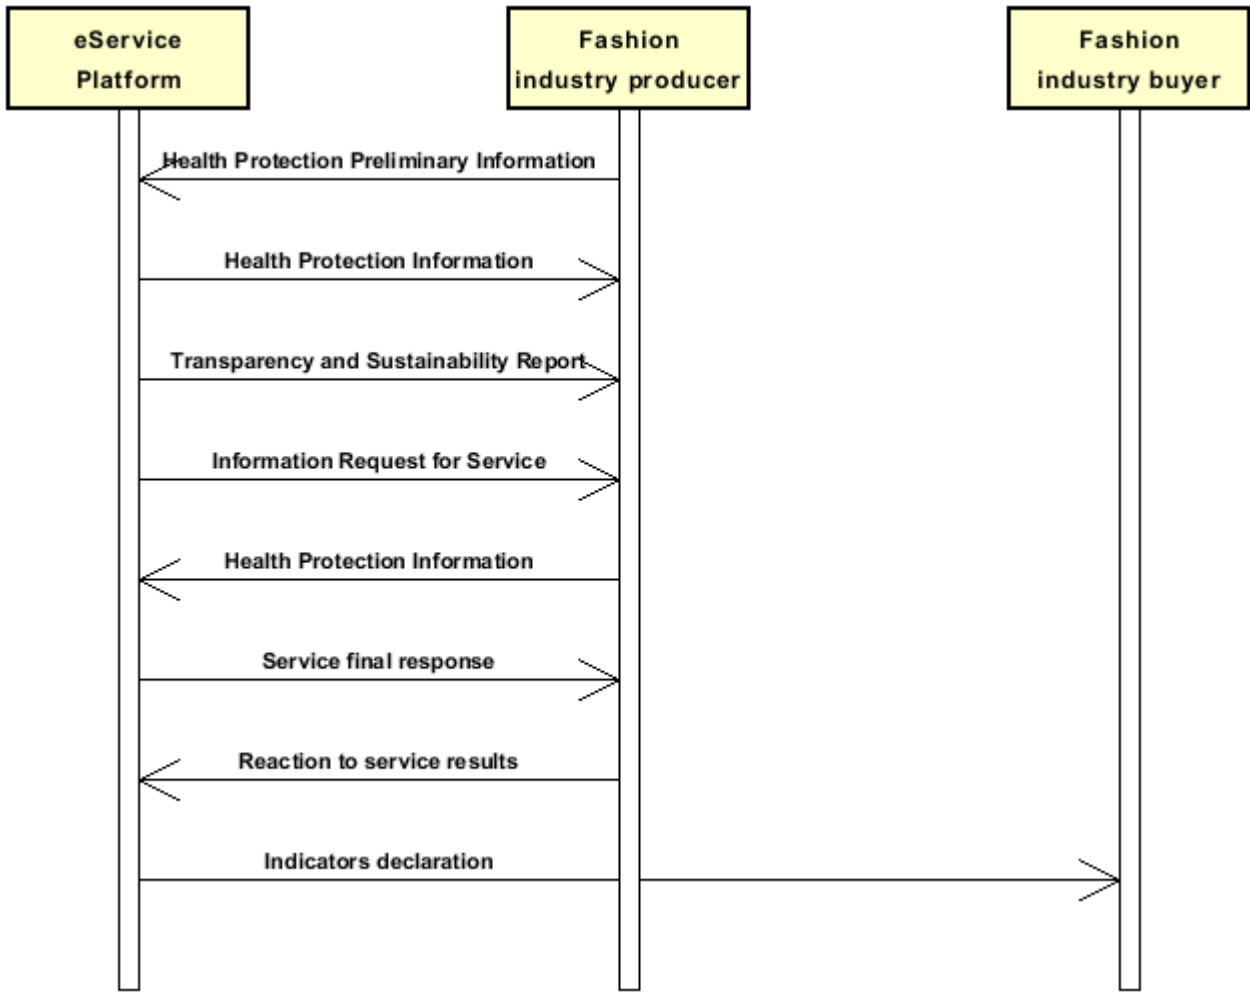 eService
Platform
Fashion
industry producer
Fashion
industry buyer
Health Protection Preliminary Information
Health Protection Information
Transparency and Sustainability Report
Information Request for Service
Health Protection Information
Service final response
Reaction to service results
Indicators declaration